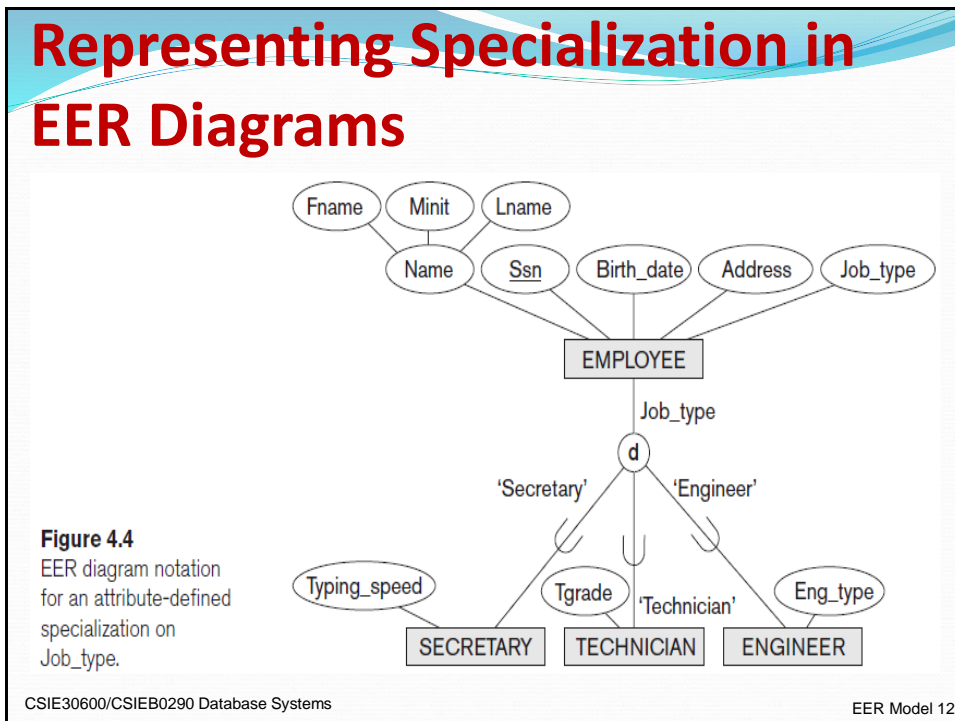 Representing Specialization in
EER Diagrams
Fname Minit Lname
Name Ssn Birth_date Address Job_type
EMPLOYEE
Job_type
d
‘Secretary’ ‘Engineer’
Figure 4.4
EER diagram notation
for an attribute-defined
specialization on
Job_type.
Typing_speed Tgrade ‘Technician’ Eng_type
SECRETARY TECHNICIAN ENGINEER
CSIE30600/CSIEB0290 Database Systems
EER Model 12